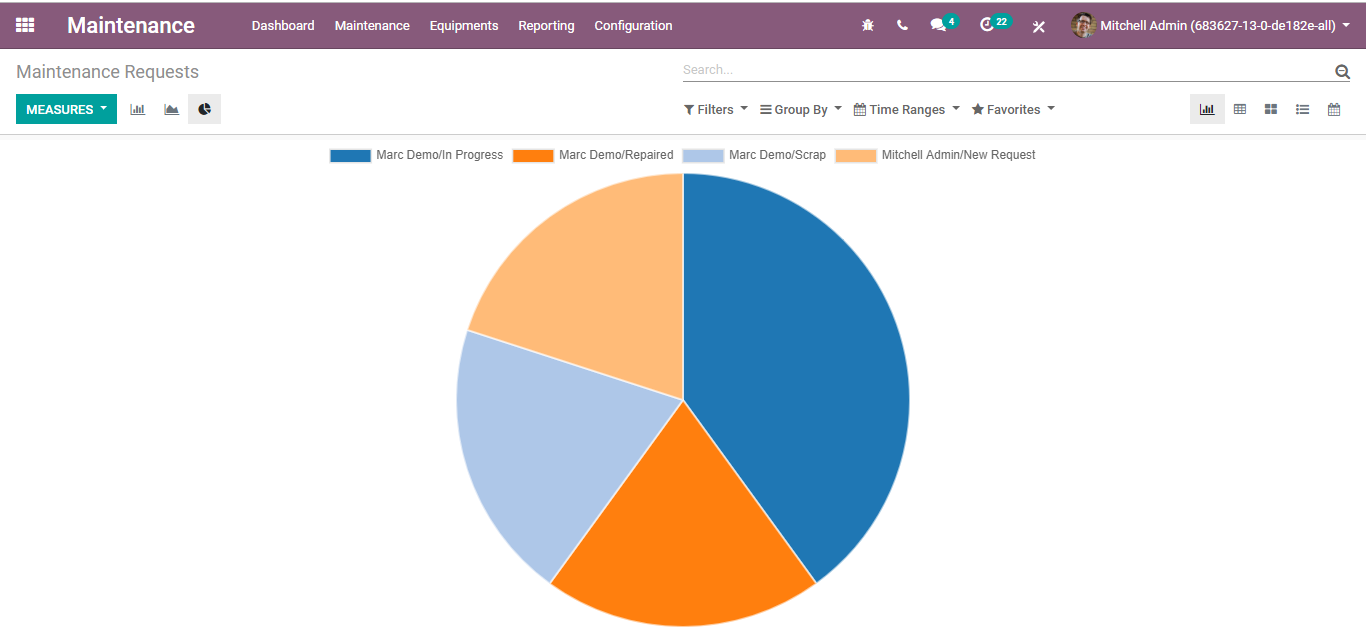 Maintenance Dashboard Maintenance Equipments Reporting Configuration 4 22 Mitchell Admin (683627-13-0-de182e-all)
Maintenance Requests Search...
MEASURES Filters Group By Time Ranges Favorites
Marc Demo/In Progress Marc Demo/Repaired Marc Demo/Scrap Mitchell Admin/New Request